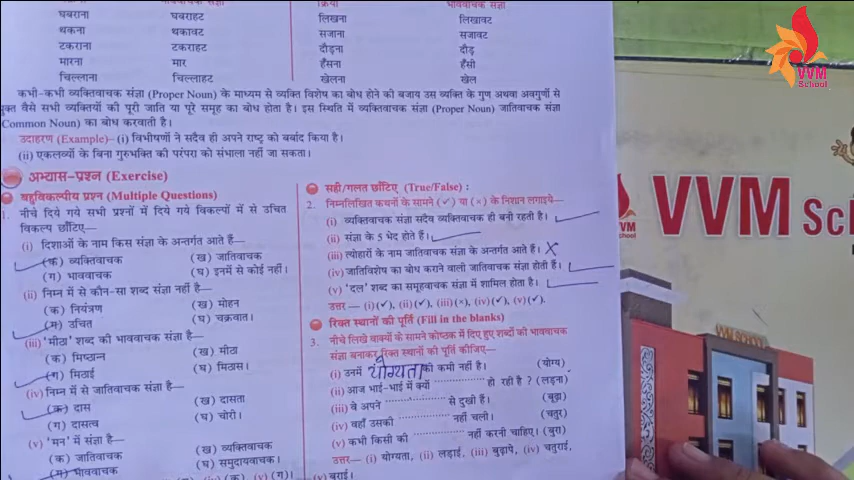 घबराना घबराहट
थकना थकावट
टकराना टकराहट
मारना मार
चिल्लाना चिल्लाहट
क्रिया भाववाचक संज्ञा
लिखना लिखावट
सजाना सजावट
दौड़ना दौड़
हँसना हँसी
खेलना खेल
कभी-कभी व्यक्तिवाचक संज्ञा (Proper Noun) के माध्यम से व्यक्ति विशेष का बोध होने की बजाय उस व्यक्ति के गुण अथवा अवगुणों से
युक्त वैसे सभी व्यक्तियों की पूरी जाति या पूरे समूह का बोध होता है। इस स्थिति में व्यक्तिवाचक संज्ञा (Proper Noun) जातिवाचक संज्ञा
(Common Noun) का बोध करवाती है।
उदाहरण (Example)– (i) विभीषणों ने सदैव ही अपने राष्ट्र को बर्बाद किया है।
(ii) एकलव्यों के बिना गुरुभक्ति की परंपरा को संभाला नहीं जा सकता।
अभ्यास-प्रश्न (Exercise)
बहुविकल्पीय प्रश्न (Multiple Questions)
1. नीचे दिये गये सभी प्रश्नों में दिये गये विकल्पों में से उचित
विकल्प छाँटिए—
(i) दिशाओं के नाम किस संज्ञा के अन्तर्गत आते हैं—
(क) व्यक्तिवाचक (ख) जातिवाचक
(ग) भाववाचक (घ) इनमें से कोई नहीं।
(ii) निम्न में से कौन-सा शब्द संज्ञा नहीं है—
(क) नियंत्रण (ख) मोहन
(ग) उचित (घ) चक्रवात।
(iii) 'मीठा' शब्द की भाववाचक संज्ञा है—
(क) मिष्ठान्न (ख) मीठा
(ग) मिठाई (घ) मिठास।
(iv) निम्न में से जातिवाचक संज्ञा है—
(क) दास (ख) दासता
(ग) दासत्व (घ) चोरी।
(v) 'मन' में संज्ञा है—
(क) जातिवाचक (ख) व्यक्तिवाचक
(ग) भाववाचक (घ) समुदायवाचक।
सही/गलत छाँटिए (True/False) :
2. निम्नलिखित कथनों के सामने (✓) या (×) के निशान लगाइये—
(i) व्यक्तिवाचक संज्ञा सदैव व्यक्तिवाचक ही बनी रहती है।
(ii) संज्ञा के 5 भेद होते हैं।
(iii) त्योहारों के नाम जातिवाचक संज्ञा के अन्तर्गत आते हैं। X
(iv) जातिविशेष का बोध कराने वाली जातिवाचक संज्ञा होती हैं।
(v) 'दल' शब्द का समूहवाचक संज्ञा में शामिल होता है।
उत्तर— (i)(✓), (ii)(✓), (iii)(×), (iv)(✓), (v)(✓).
रिक्त स्थानों की पूर्ति (Fill in the blanks)
3. नीचे लिखे वाक्यों के सामने कोष्ठक में दिए हुए शब्दों की भाववाचक
संज्ञा बनाकर रिक्त स्थानों की पूर्ति कीजिए—
(i) उनमें योग्यता की कमी नहीं है। (योग्य)
(ii) आज भाई-भाई में क्यों ............... हो रही है ? (लड़ना)
(iii) वे अपने ............... से दुखी हैं। (बूढ़ा)
(iv) वहाँ उसकी ............... नहीं चली। (चतुर)
(v) कभी किसी की ............... नहीं करनी चाहिए। (बुरा)
उत्तर— (i) योग्यता, (ii) लड़ाई, (iii) बुढ़ापे, (iv) चतुराई,
(v) बुराई।
VVM
School
VVM School
VVM SCHOOL